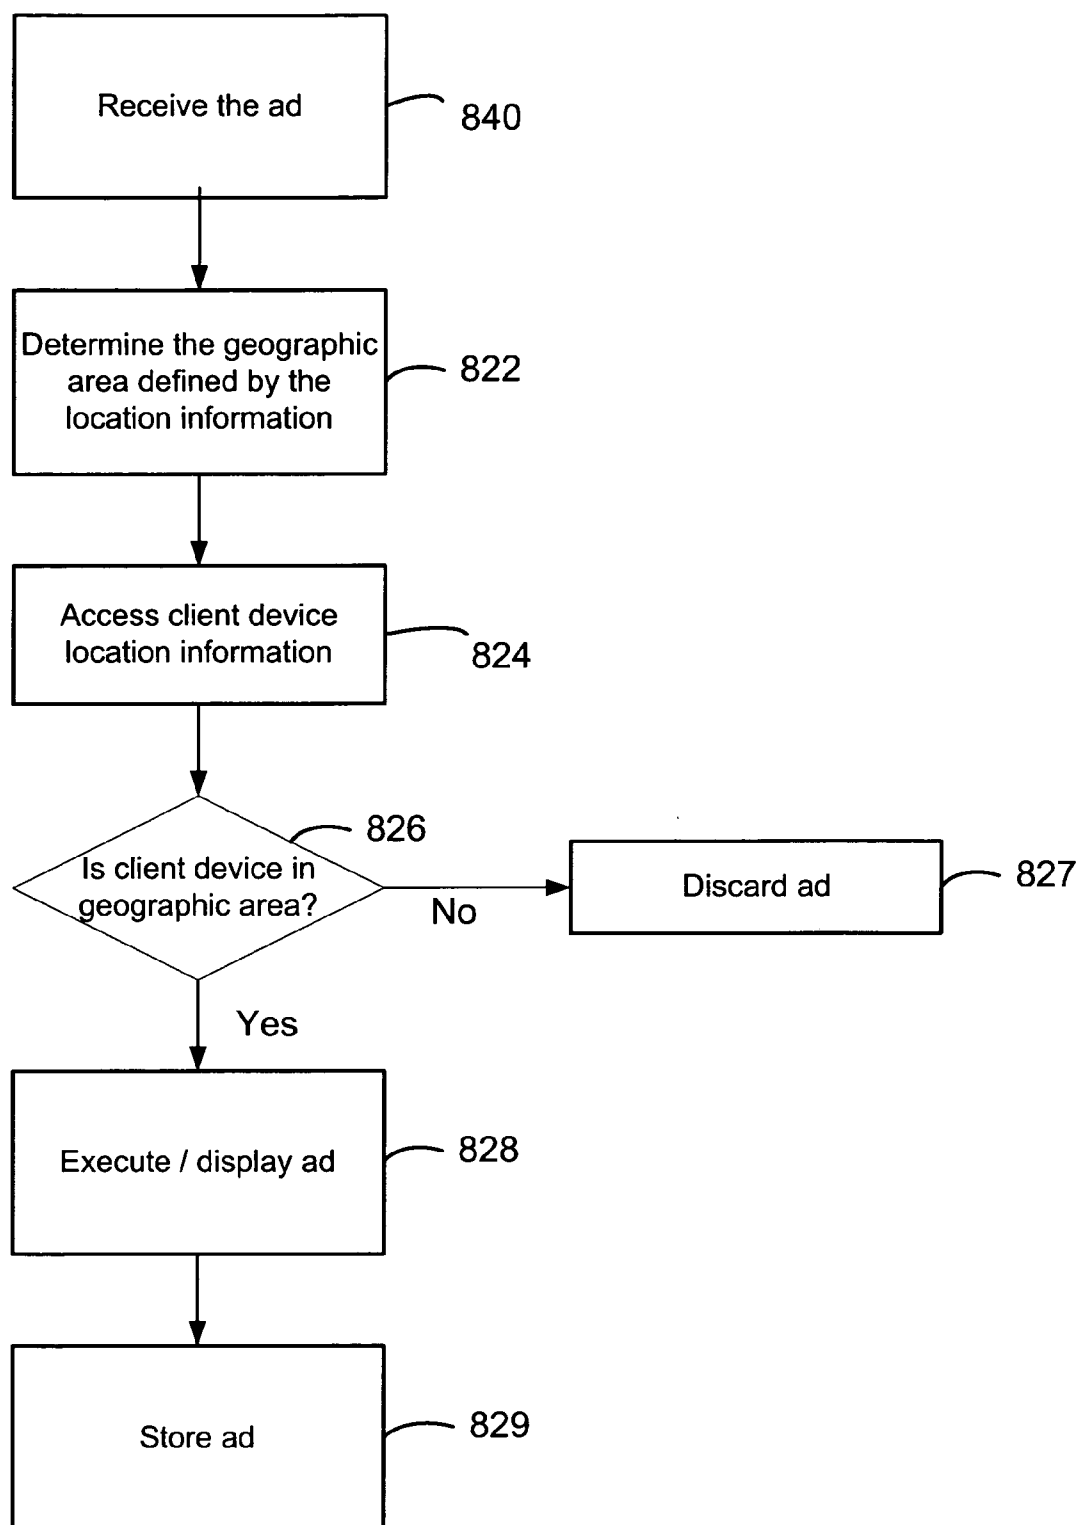 Receive the ad
840
Determine the geographic
area defined by the
location information
822
Access client device
location information
824
826
Is client device in
geographic area?
No
Discard ad
827
Yes
Execute / display ad
828
Store ad
829